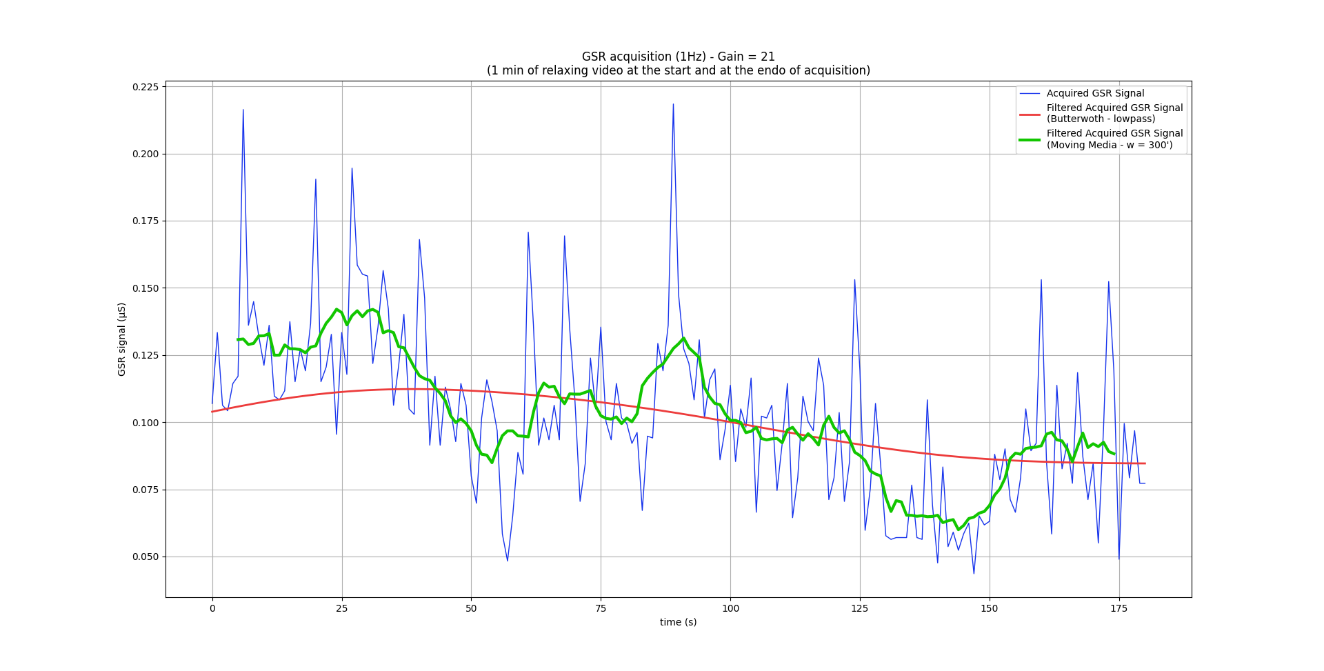 GSR acquisition (1Hz) - Gain = 21
(1 min of relaxing video at the start and at the endo of acquisition)
Acquired GSR Signal
Filtered Acquired GSR Signal
(Butterwoth - lowpass)
Filtered Acquired GSR Signal
(Moving Media - w = 300')
GSR signal (μS)
0.225
0.200
0.175
0.150
0.125
0.100
0.075
0.050
0 25 50 75 100 125 150 175
time (s)